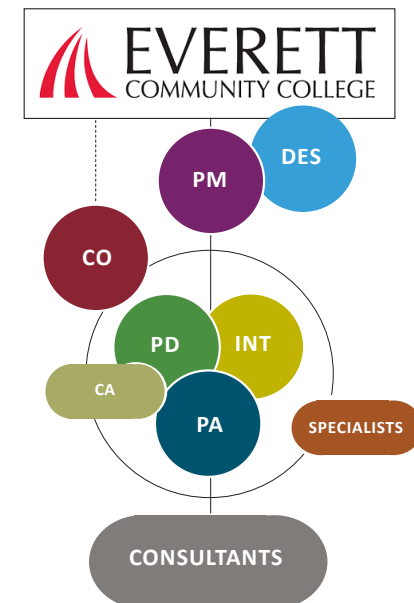 EVERETT
COMMUNITY COLLEGE
DES
PM
CO
PD
INT
CA
PA
SPECIALISTS
CONSULTANTS